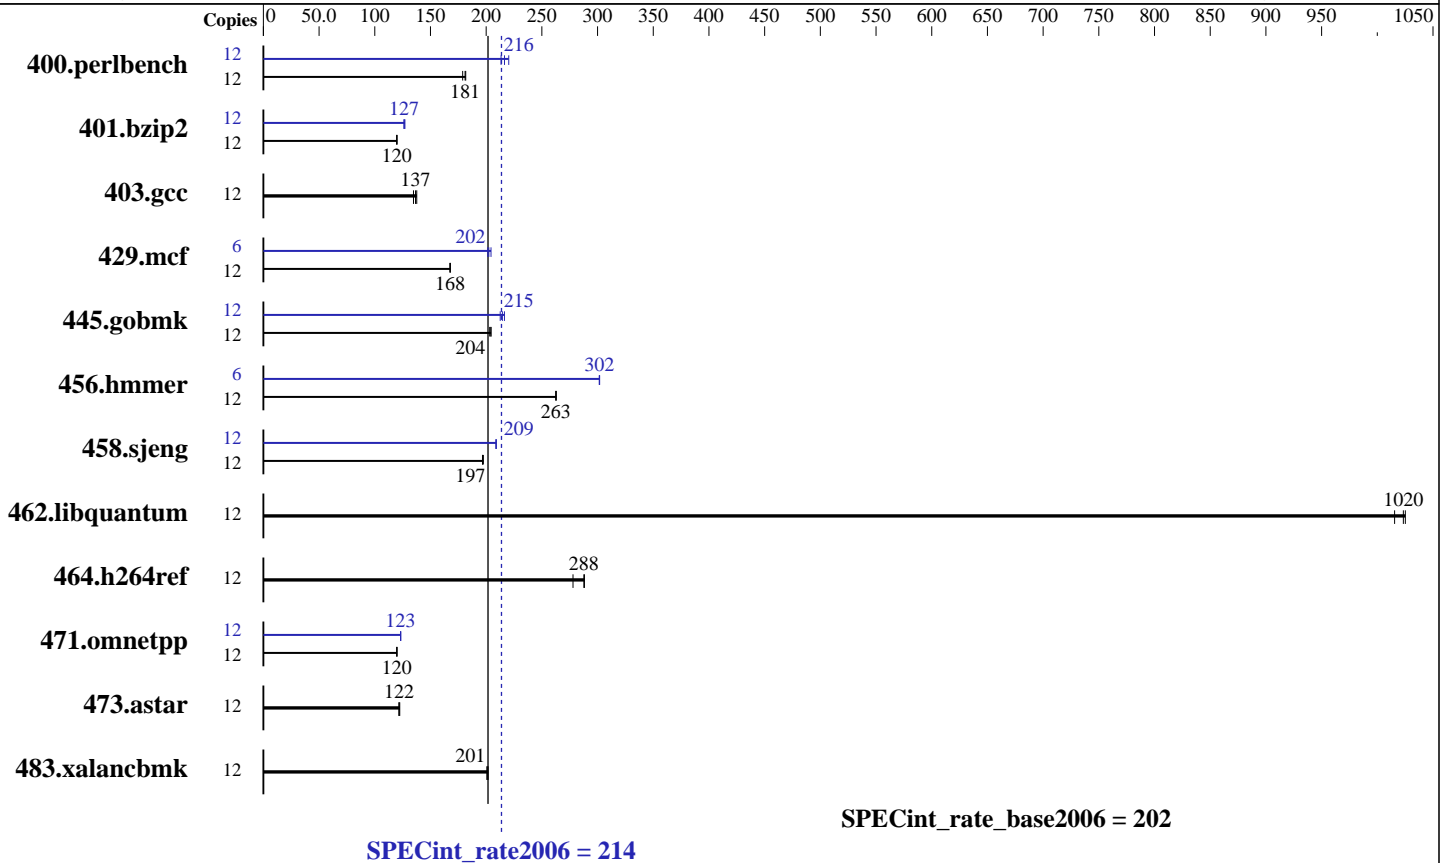 Copies 0 50.0 100 150 200 250 300 350 400 450 500 550 600 650 700 750 800 850 900 950 1050
400.perlbench 12 216
12 181
401.bzip2 12 127
12 120
403.gcc 12 137
429.mcf 6 202
12 168
445.gobmk 12 215
12 204
456.hmmer 6 302
12 263
458.sjeng 12 209
12 197
462.libquantum 12 1020
464.h264ref 12 288
471.omnetpp 12 123
12 120
473.astar 12 122
483.xalancbmk 12 201
SPECint_rate_base2006 = 202
SPECint_rate2006 = 214